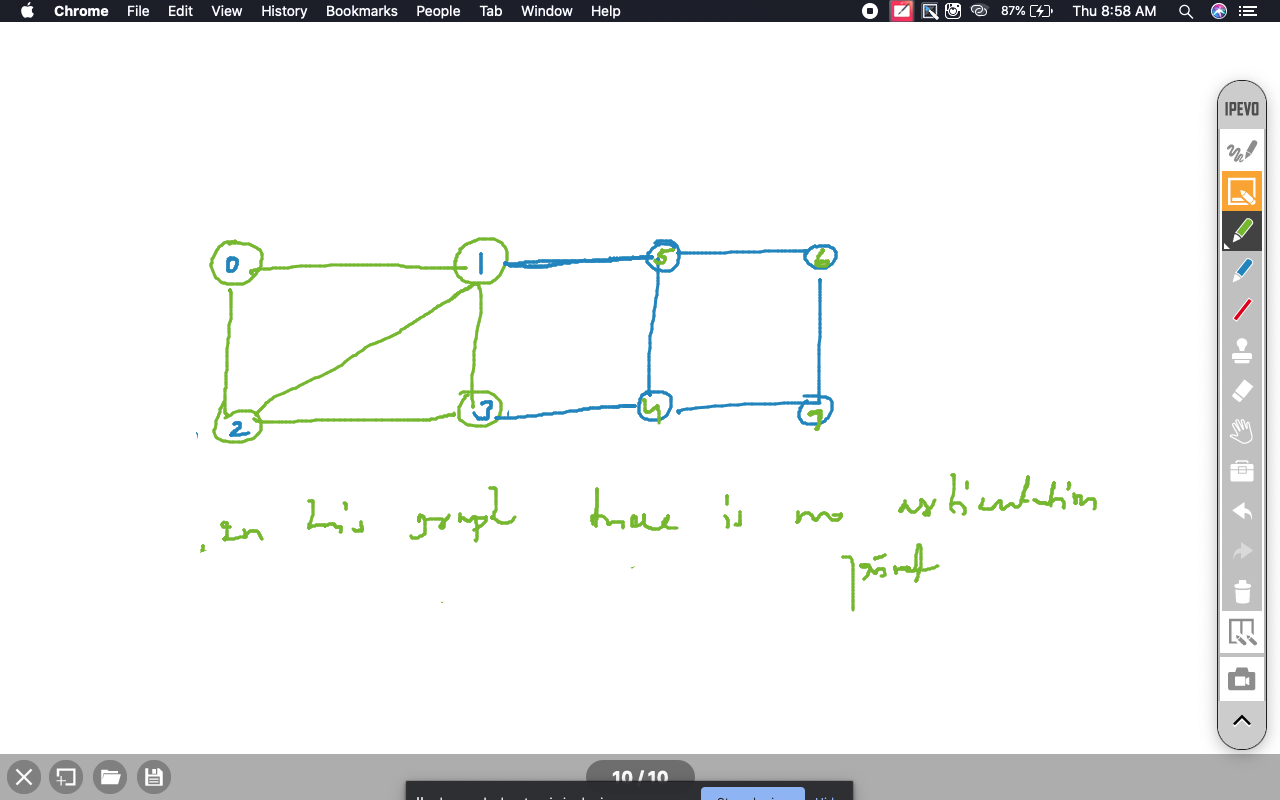 Chrome File Edit View History Bookmarks People Tab Window Help 87% Thu 8:58 AM
IPEVO
0 1 5 6
2 3 4 7
In this graph there is no articulation
point
10 / 10